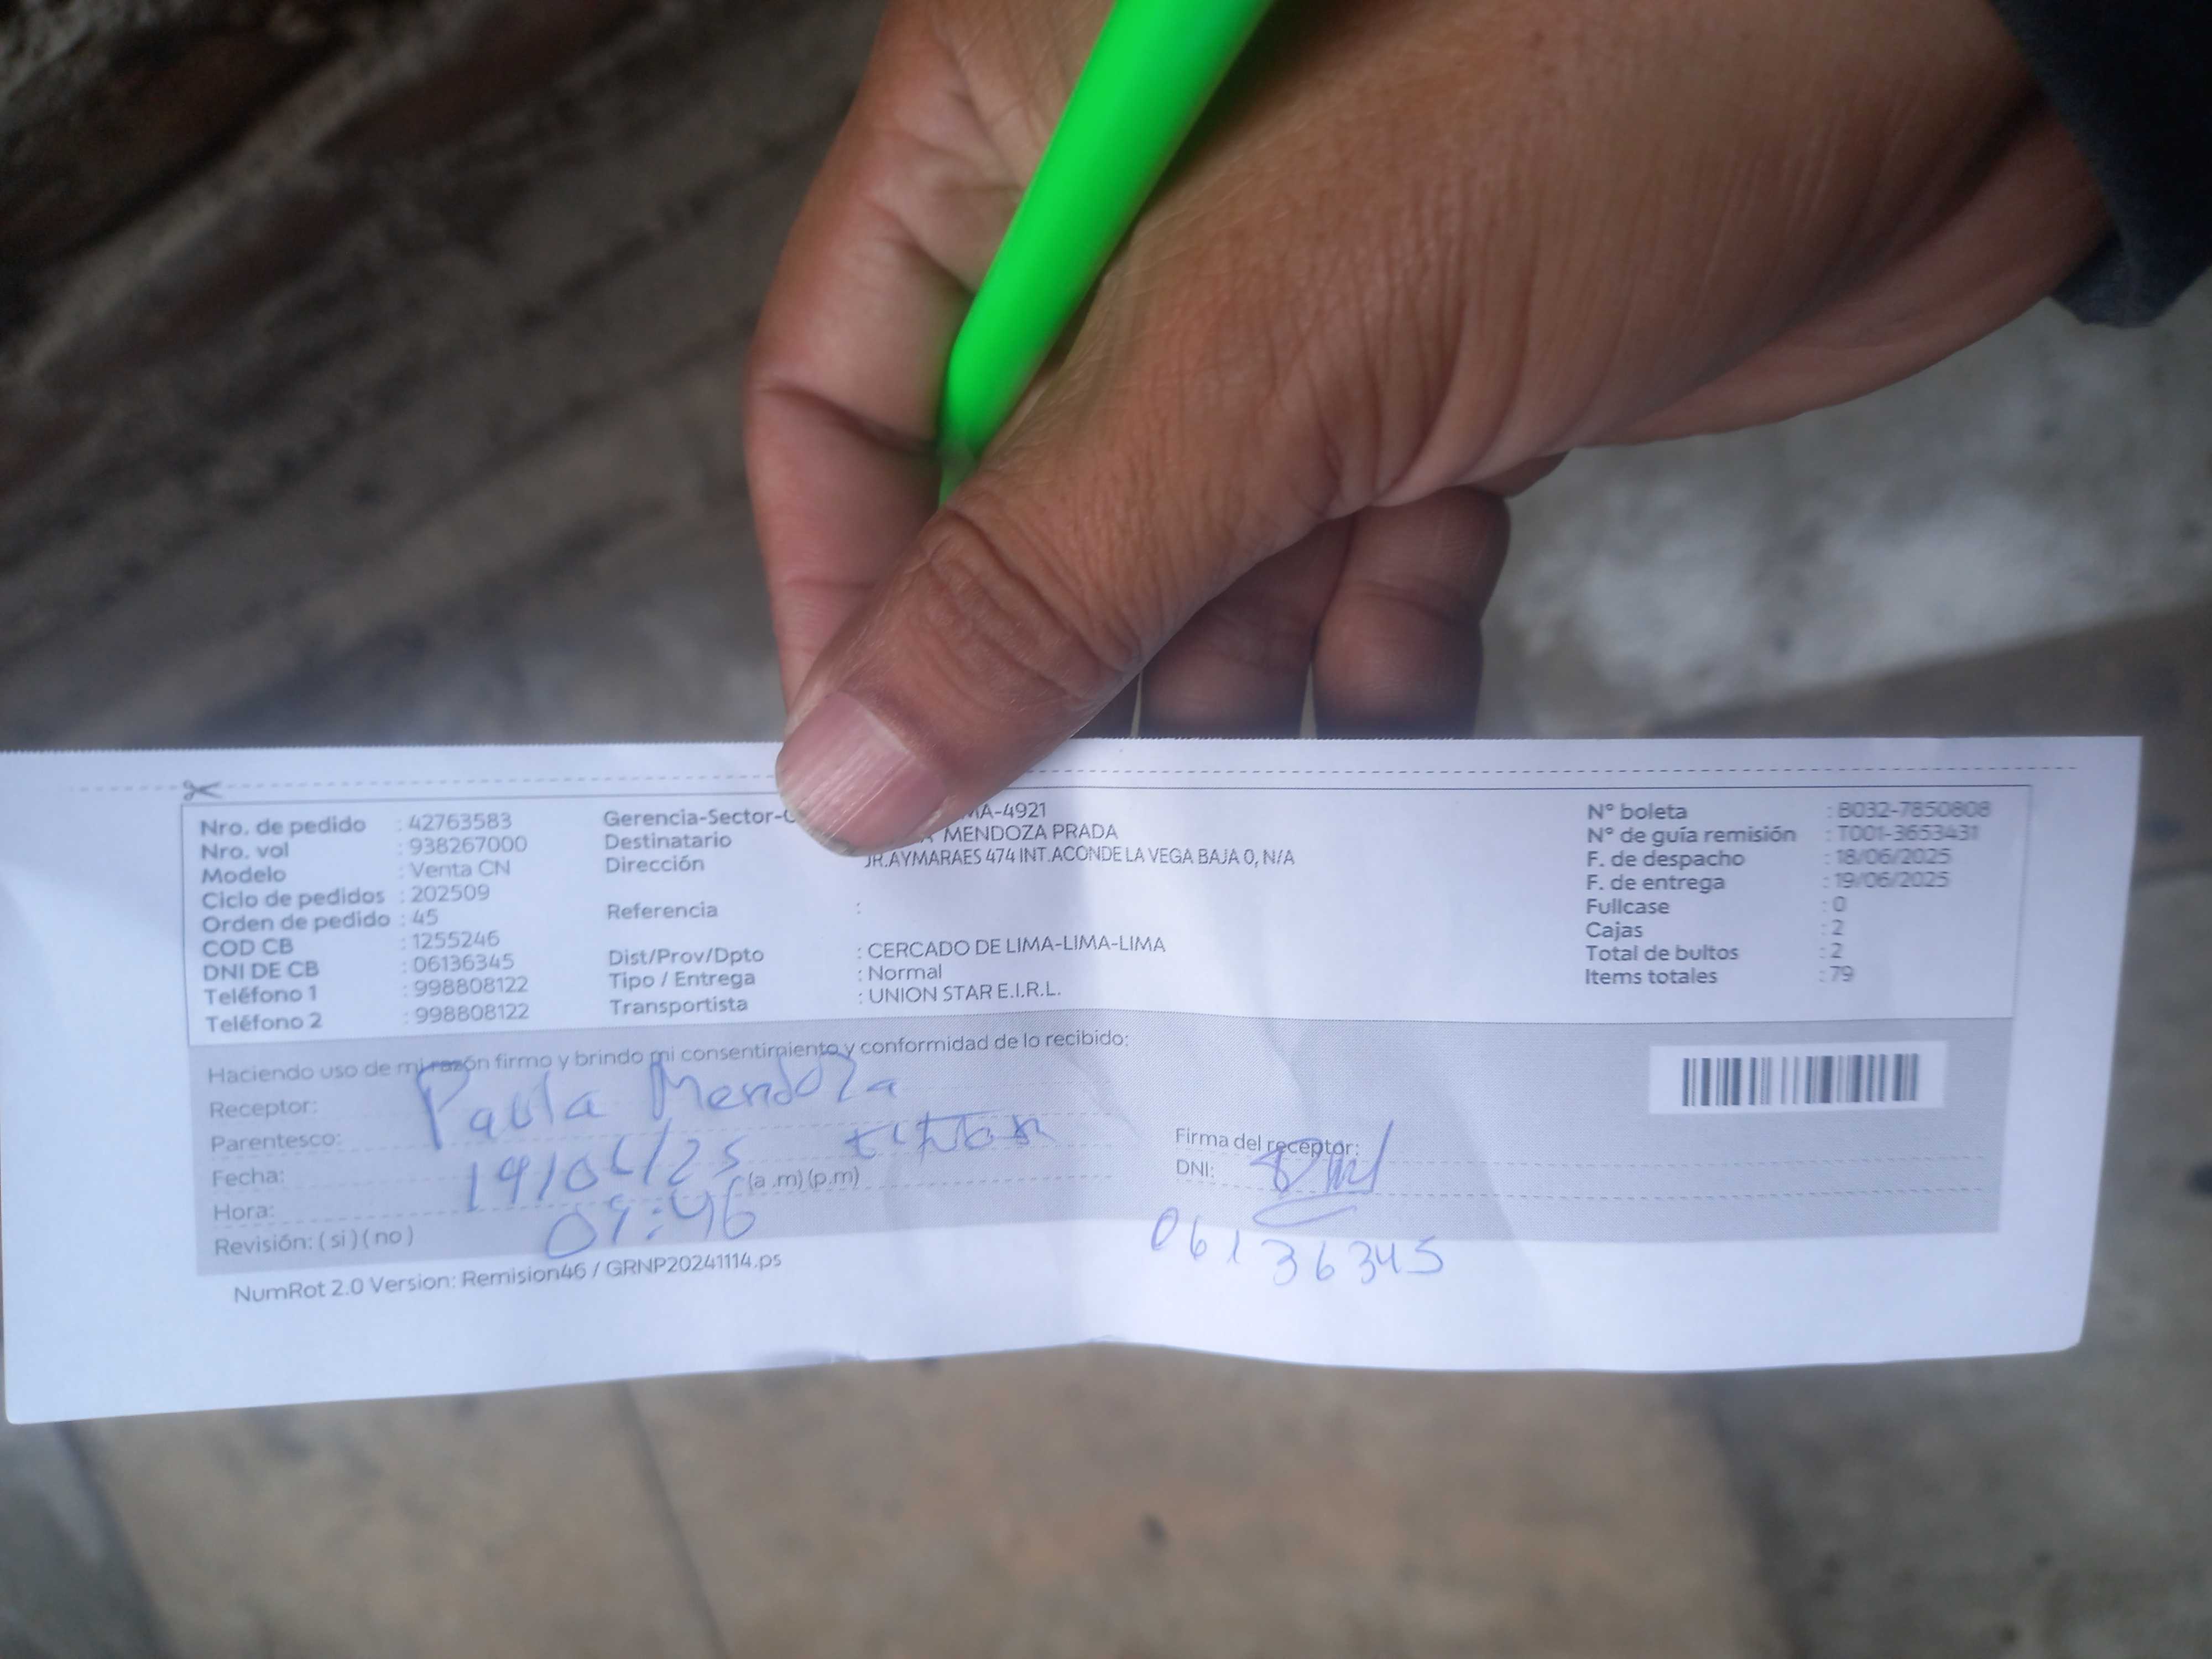 Nro. de pedido : 42763583
Nro. vol : 938267000
Modelo : Venta CN
Ciclo de pedidos : 202509
Orden de pedido : 45
COD CB : 1255246
DNI DE CB : 06136345
Teléfono 1 : 998808122
Teléfono 2 : 998808122
Gerencia-Sector- MA-4921
Destinatario MENDOZA PRADA
Dirección JR.AYMARAES 474 INT.ACONDE LA VEGA BAJA 0, N/A
Referencia :
Dist/Prov/Dpto : CERCADO DE LIMA-LIMA-LIMA
Tipo / Entrega : Normal
Transportista : UNION STAR E.I.R.L.
N° boleta : B032-7850808
N° de guía remisión : T001-3653431
F. de despacho : 18/06/2025
F. de entrega : 19/06/2025
Fullcase : 0
Cajas : 2
Total de bultos : 2
Items totales : 79
Haciendo uso de mi razón firmo y brindo mi consentimiento y conformidad de lo recibido:
Receptor: Paula Mendoza
Parentesco:
Fecha: 19/06/25
Hora: 09:46 (a .m) (p.m)
Revisión: ( si ) ( no )
Firma del receptor:
DNI: 06136345
NumRot 2.0 Version: Remision46 / GRNP20241114.ps